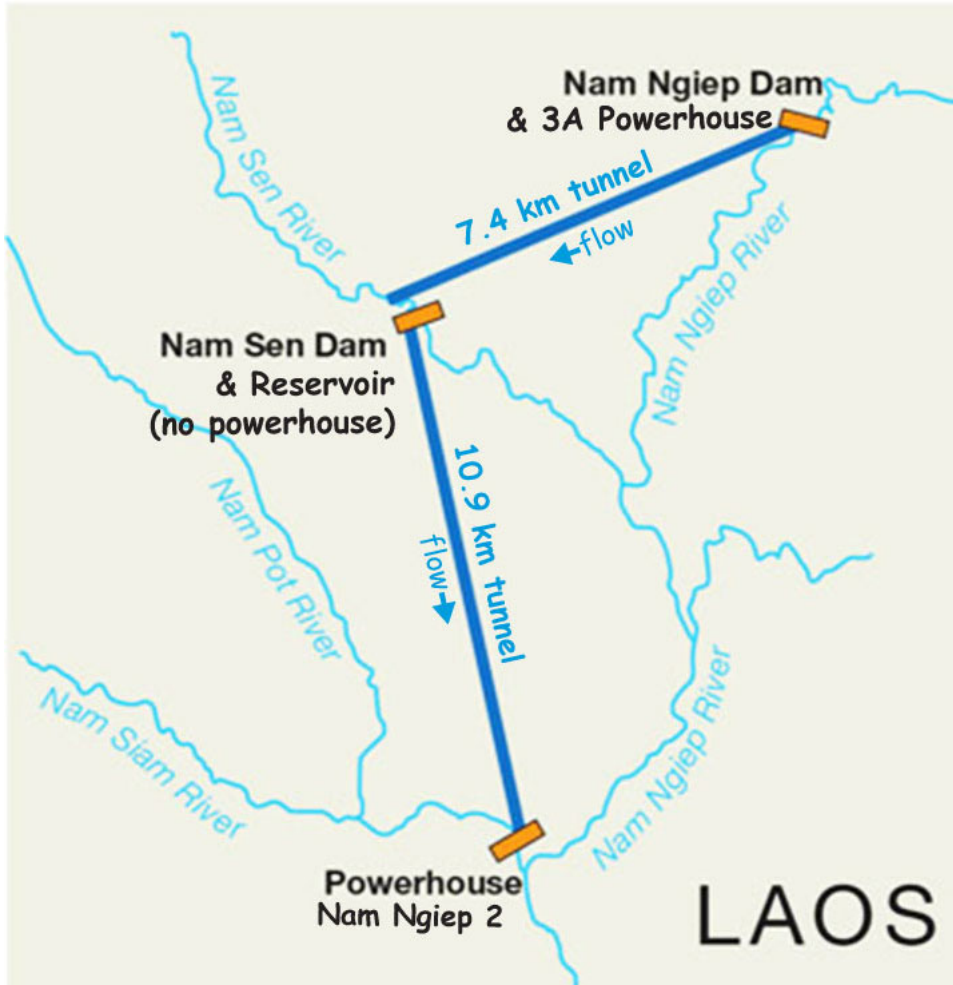 Nam Ngiep Dam
& 3A Powerhouse
Nam Sen River
7.4 km tunnel
flow
Nam Ngiep River
Nam Sen Dam
& Reservoir
(no powerhouse)
10.9 km tunnel
flow
Nam Pot River
Nam Siam River
Nam Ngiep River
Powerhouse
Nam Ngiep 2
LAOS